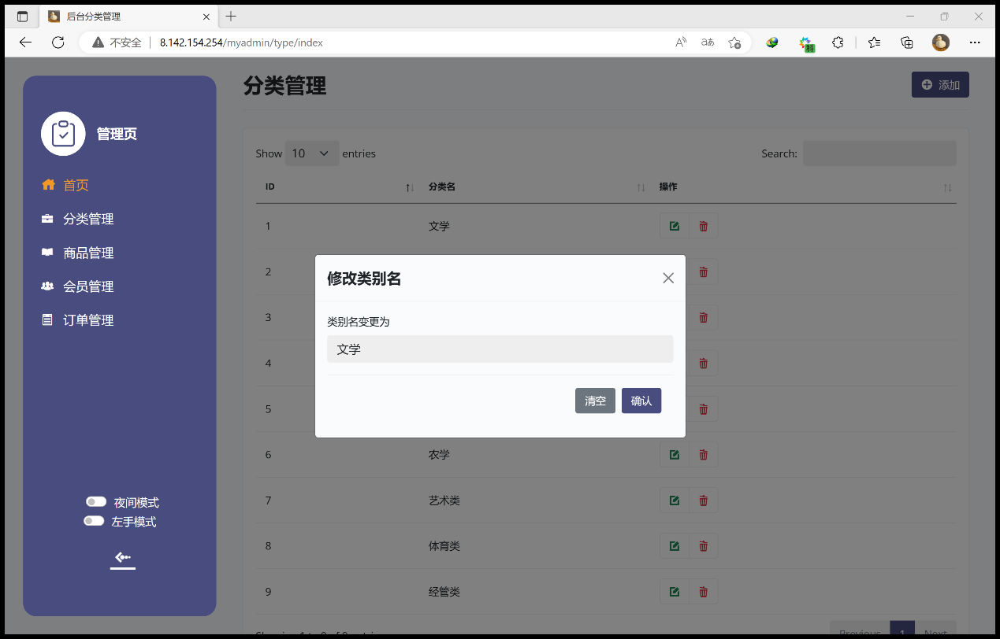 后台分类管理
不安全 8.142.154.254/myadmin/type/index
管理页
首页
分类管理
商品管理
会员管理
订单管理
夜间模式
左手模式
分类管理
添加
Show 10 entries
Search:
ID 分类名 操作
1 文学
2
3
4
5
6 农学
7 艺术类
8 体育类
9 经管类
Previous 1 Next
修改类别名
类别名变更为
文学
清空 确认